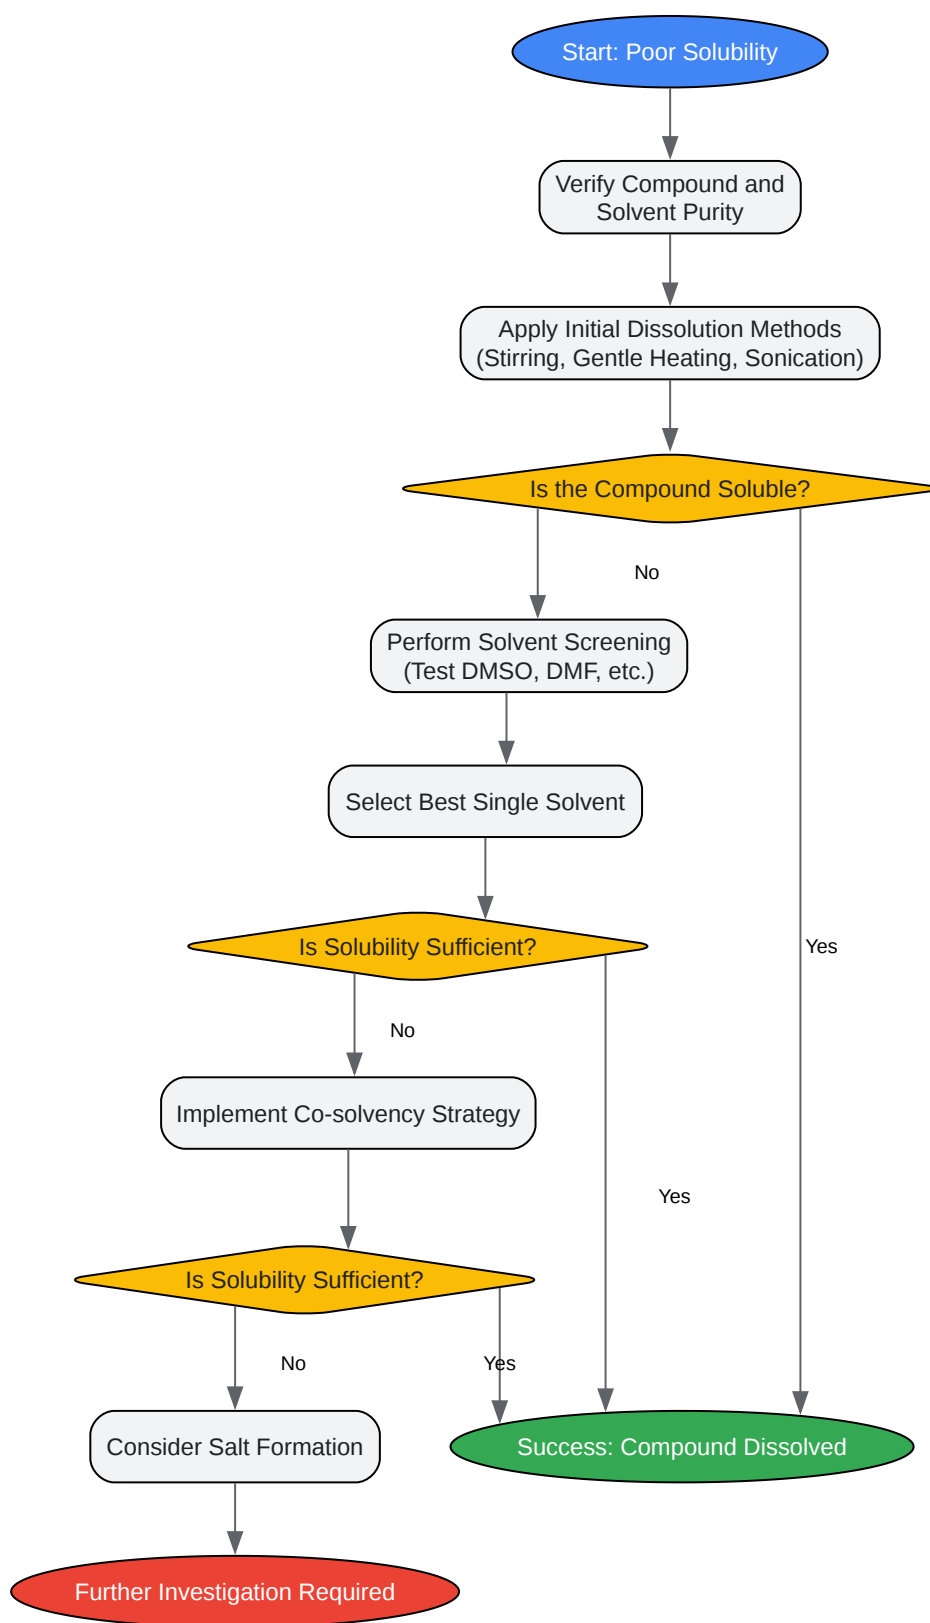 Start: Poor Solubility
Verify Compound and
Solvent Purity
Apply Initial Dissolution Methods
(Stirring, Gentle Heating, Sonication)
Is the Compound Soluble?
No
Perform Solvent Screening
(Test DMSO, DMF, etc.)
Select Best Single Solvent
Is Solubility Sufficient?
Yes
No
Implement Co-solvency Strategy
Yes
Is Solubility Sufficient?
No
Yes
Consider Salt Formation
Success: Compound Dissolved
Further Investigation Required